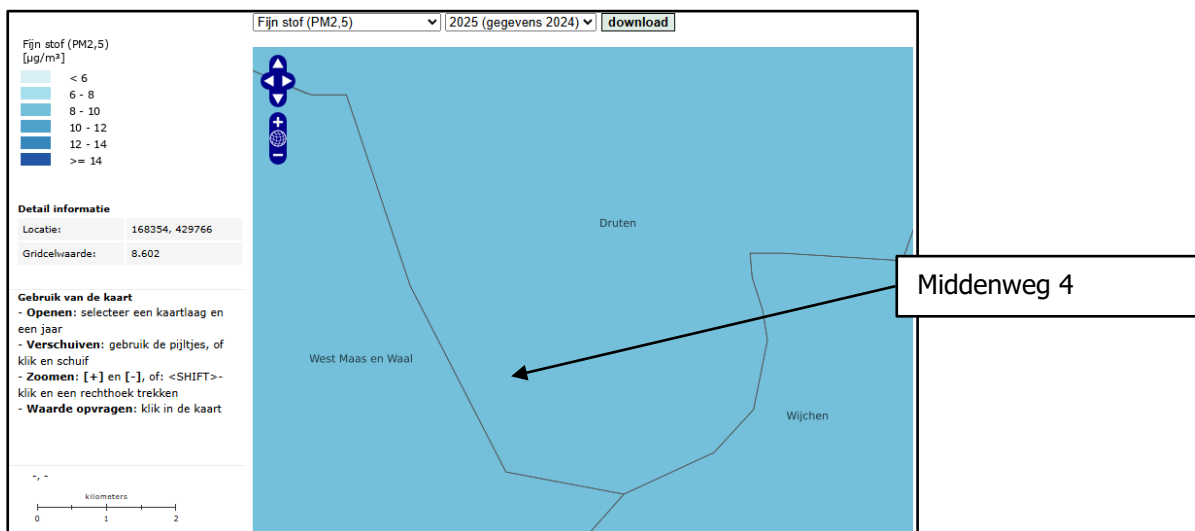 Fijn stof (PM2,5)
2025 (gegevens 2024)
download
Fijn stof (PM2,5)
[µg/m³]
< 6
6 - 8
8 - 10
10 - 12
12 - 14
>= 14
Detail informatie
Locatie: 168354, 429766
Gridcelwaarde: 8.602
Gebruik van de kaart
- Openen: selecteer een kaartlaag en
een jaar
- Verschuiven: gebruik de pijltjes, of
klik en schuif
- Zoomen: [+] en [-], of: <SHIFT>-
klik en een rechthoek trekken
- Waarde opvragen: klik in de kaart
-, -
kilometers
0 1 2
Druten
West Maas en Waal
Wijchen
Middenweg 4